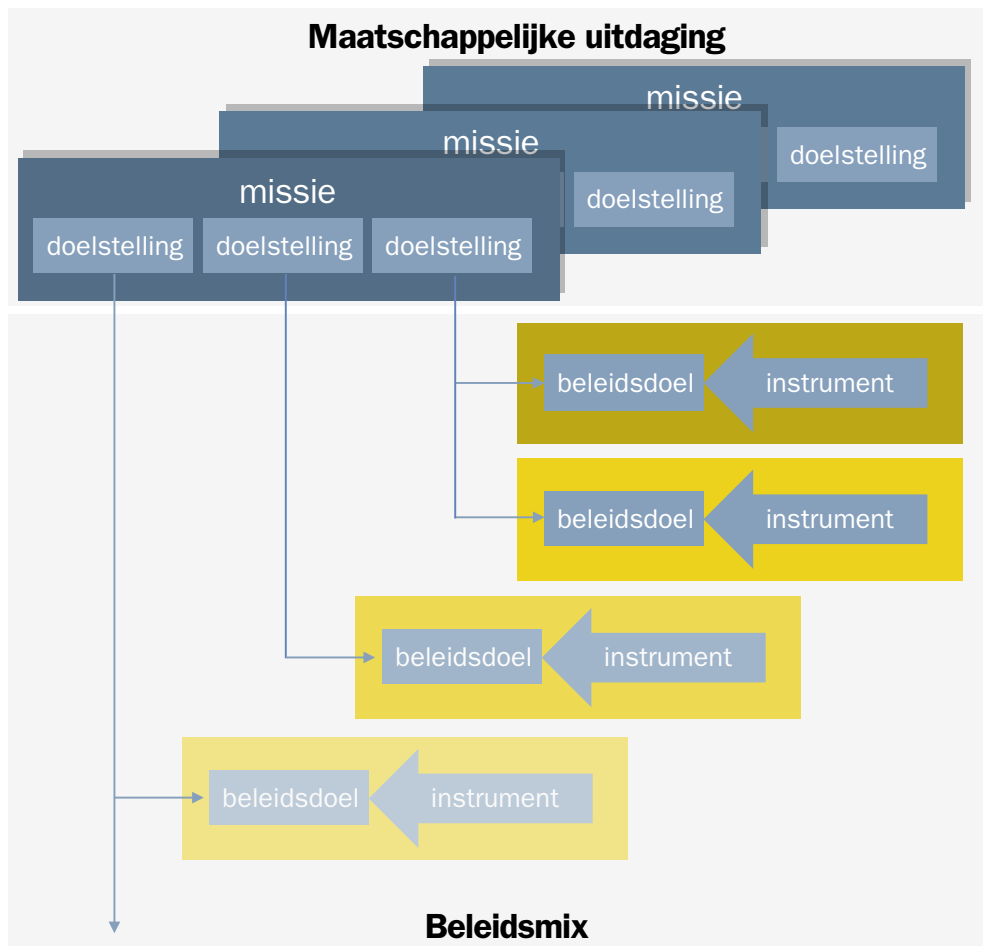 Maatschappelijke uitdaging
missie
doelstelling
missie
doelstelling
missie
doelstelling doelstelling doelstelling
beleidsdoel instrument
beleidsdoel instrument
beleidsdoel instrument
beleidsdoel instrument
Beleidsmix